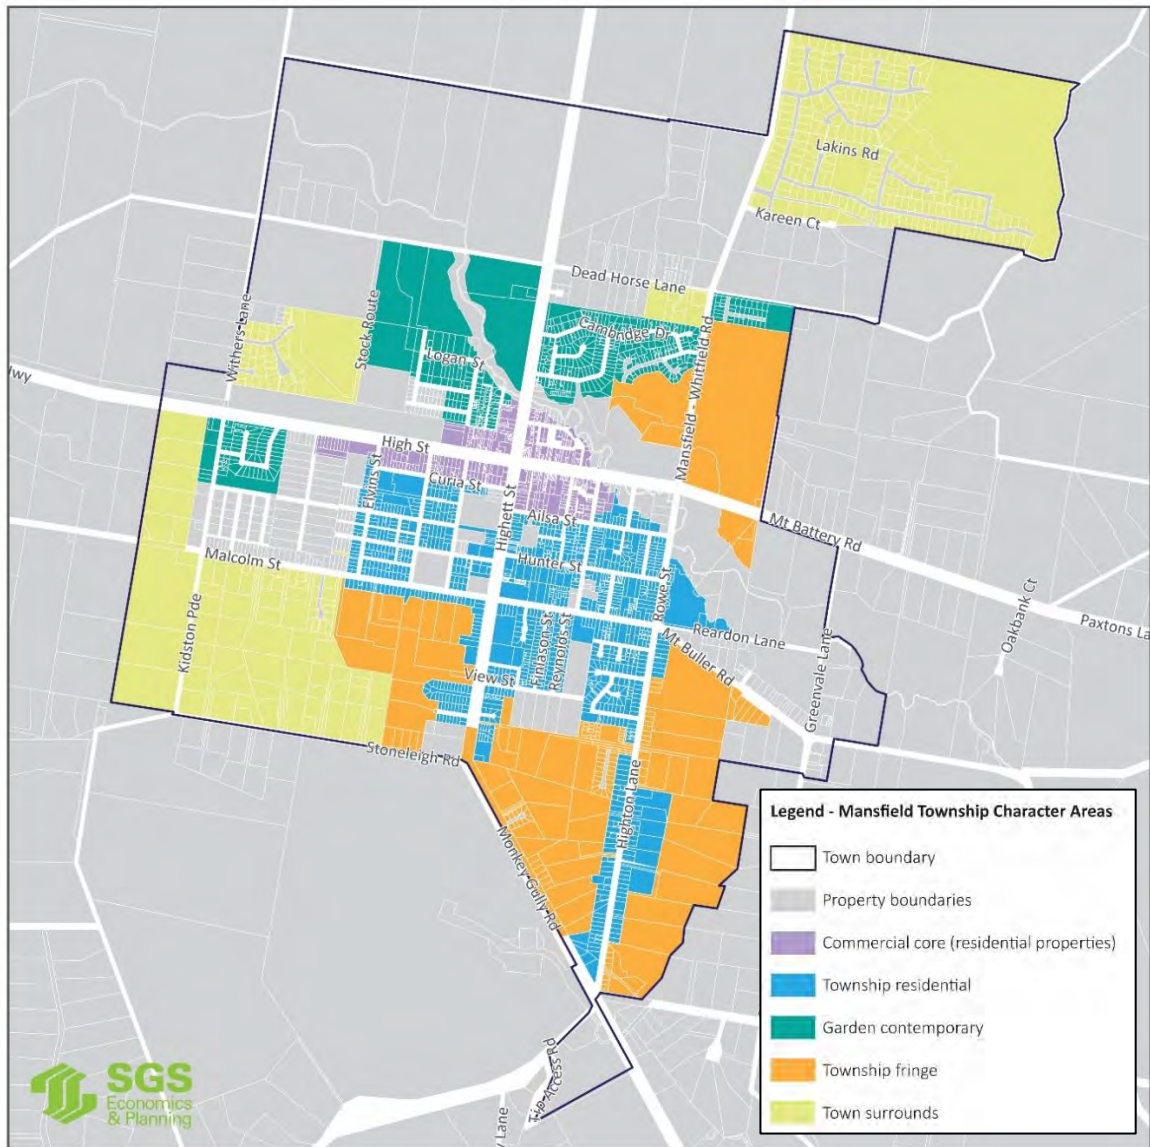 Lakins Rd
Kareen Ct
Dead Horse Lane
Cambridge Dr
Withers Lane
Stock Route
Logan St
Mansfield - Whitfield Rd
Hwy
High St
Elvins St
Curia St
Highett St
Ailsa St
Mt Battery Rd
Hunter St
Malcolm St
Kidston Pde
Rowe St
Reardon Lane
Oakbank Ct
Paxtons La
Finlason St
Reynolds St
Mt Buller Rd
Greenvale Lane
View St
Stoneleigh Rd
Highton Lane
Monkey Gully Rd
Tip Access Rd
y Lane
Legend - Mansfield Township Character Areas
Town boundary
Property boundaries
Commercial core (residential properties)
Township residential
Garden contemporary
Township fringe
Town surrounds
SGS
Economics
& Planning